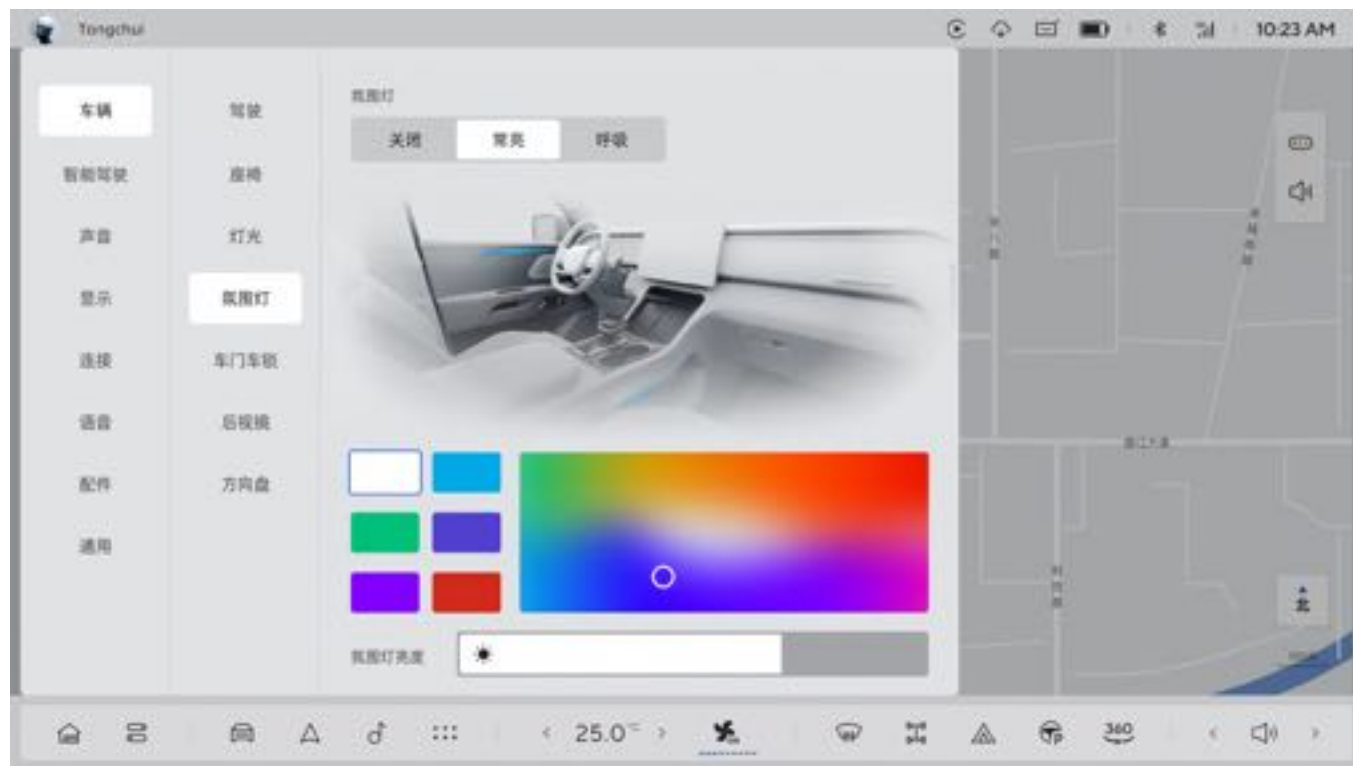 Tongchui
10:23 AM
车辆
智能驾驶
声音
显示
连接
语音
配件
通用
驾驶
座椅
灯光
氛围灯
车门车锁
后视镜
方向盘
氛围灯
关闭
常亮
呼吸
氛围灯亮度
北
25.0
360